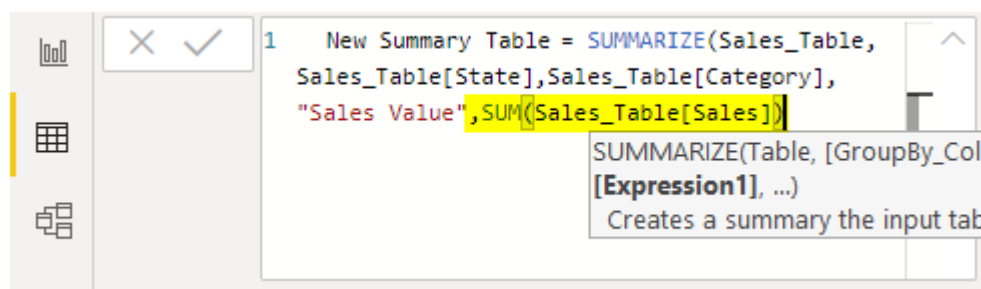 1 New Summary Table = SUMMARIZE(Sales_Table,
Sales_Table[State],Sales_Table[Category],
"Sales Value",SUM(Sales_Table[Sales])
SUMMARIZE(Table, [GroupBy_Col
[Expression1], ...)
Creates a summary the input tab